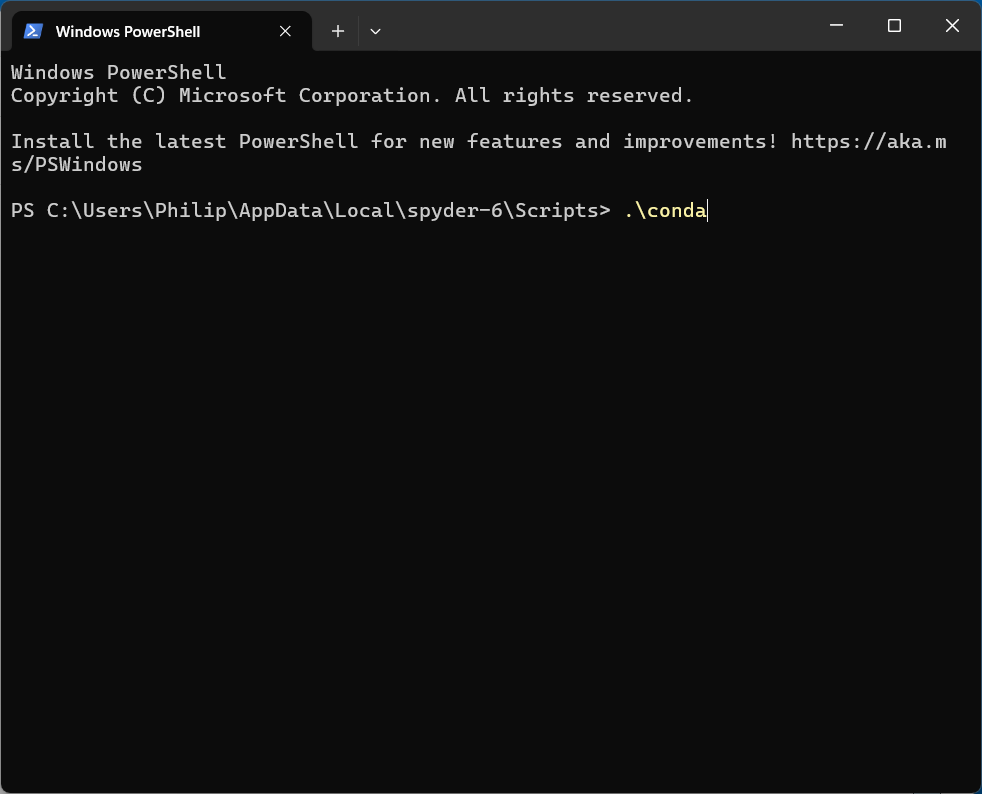 Windows PowerShell
Windows PowerShell
Copyright (C) Microsoft Corporation. All rights reserved.
Install the latest PowerShell for new features and improvements! https://aka.m
s/PSWindows
PS C:\Users\Philip\AppData\Local\spyder-6\Scripts> .\conda